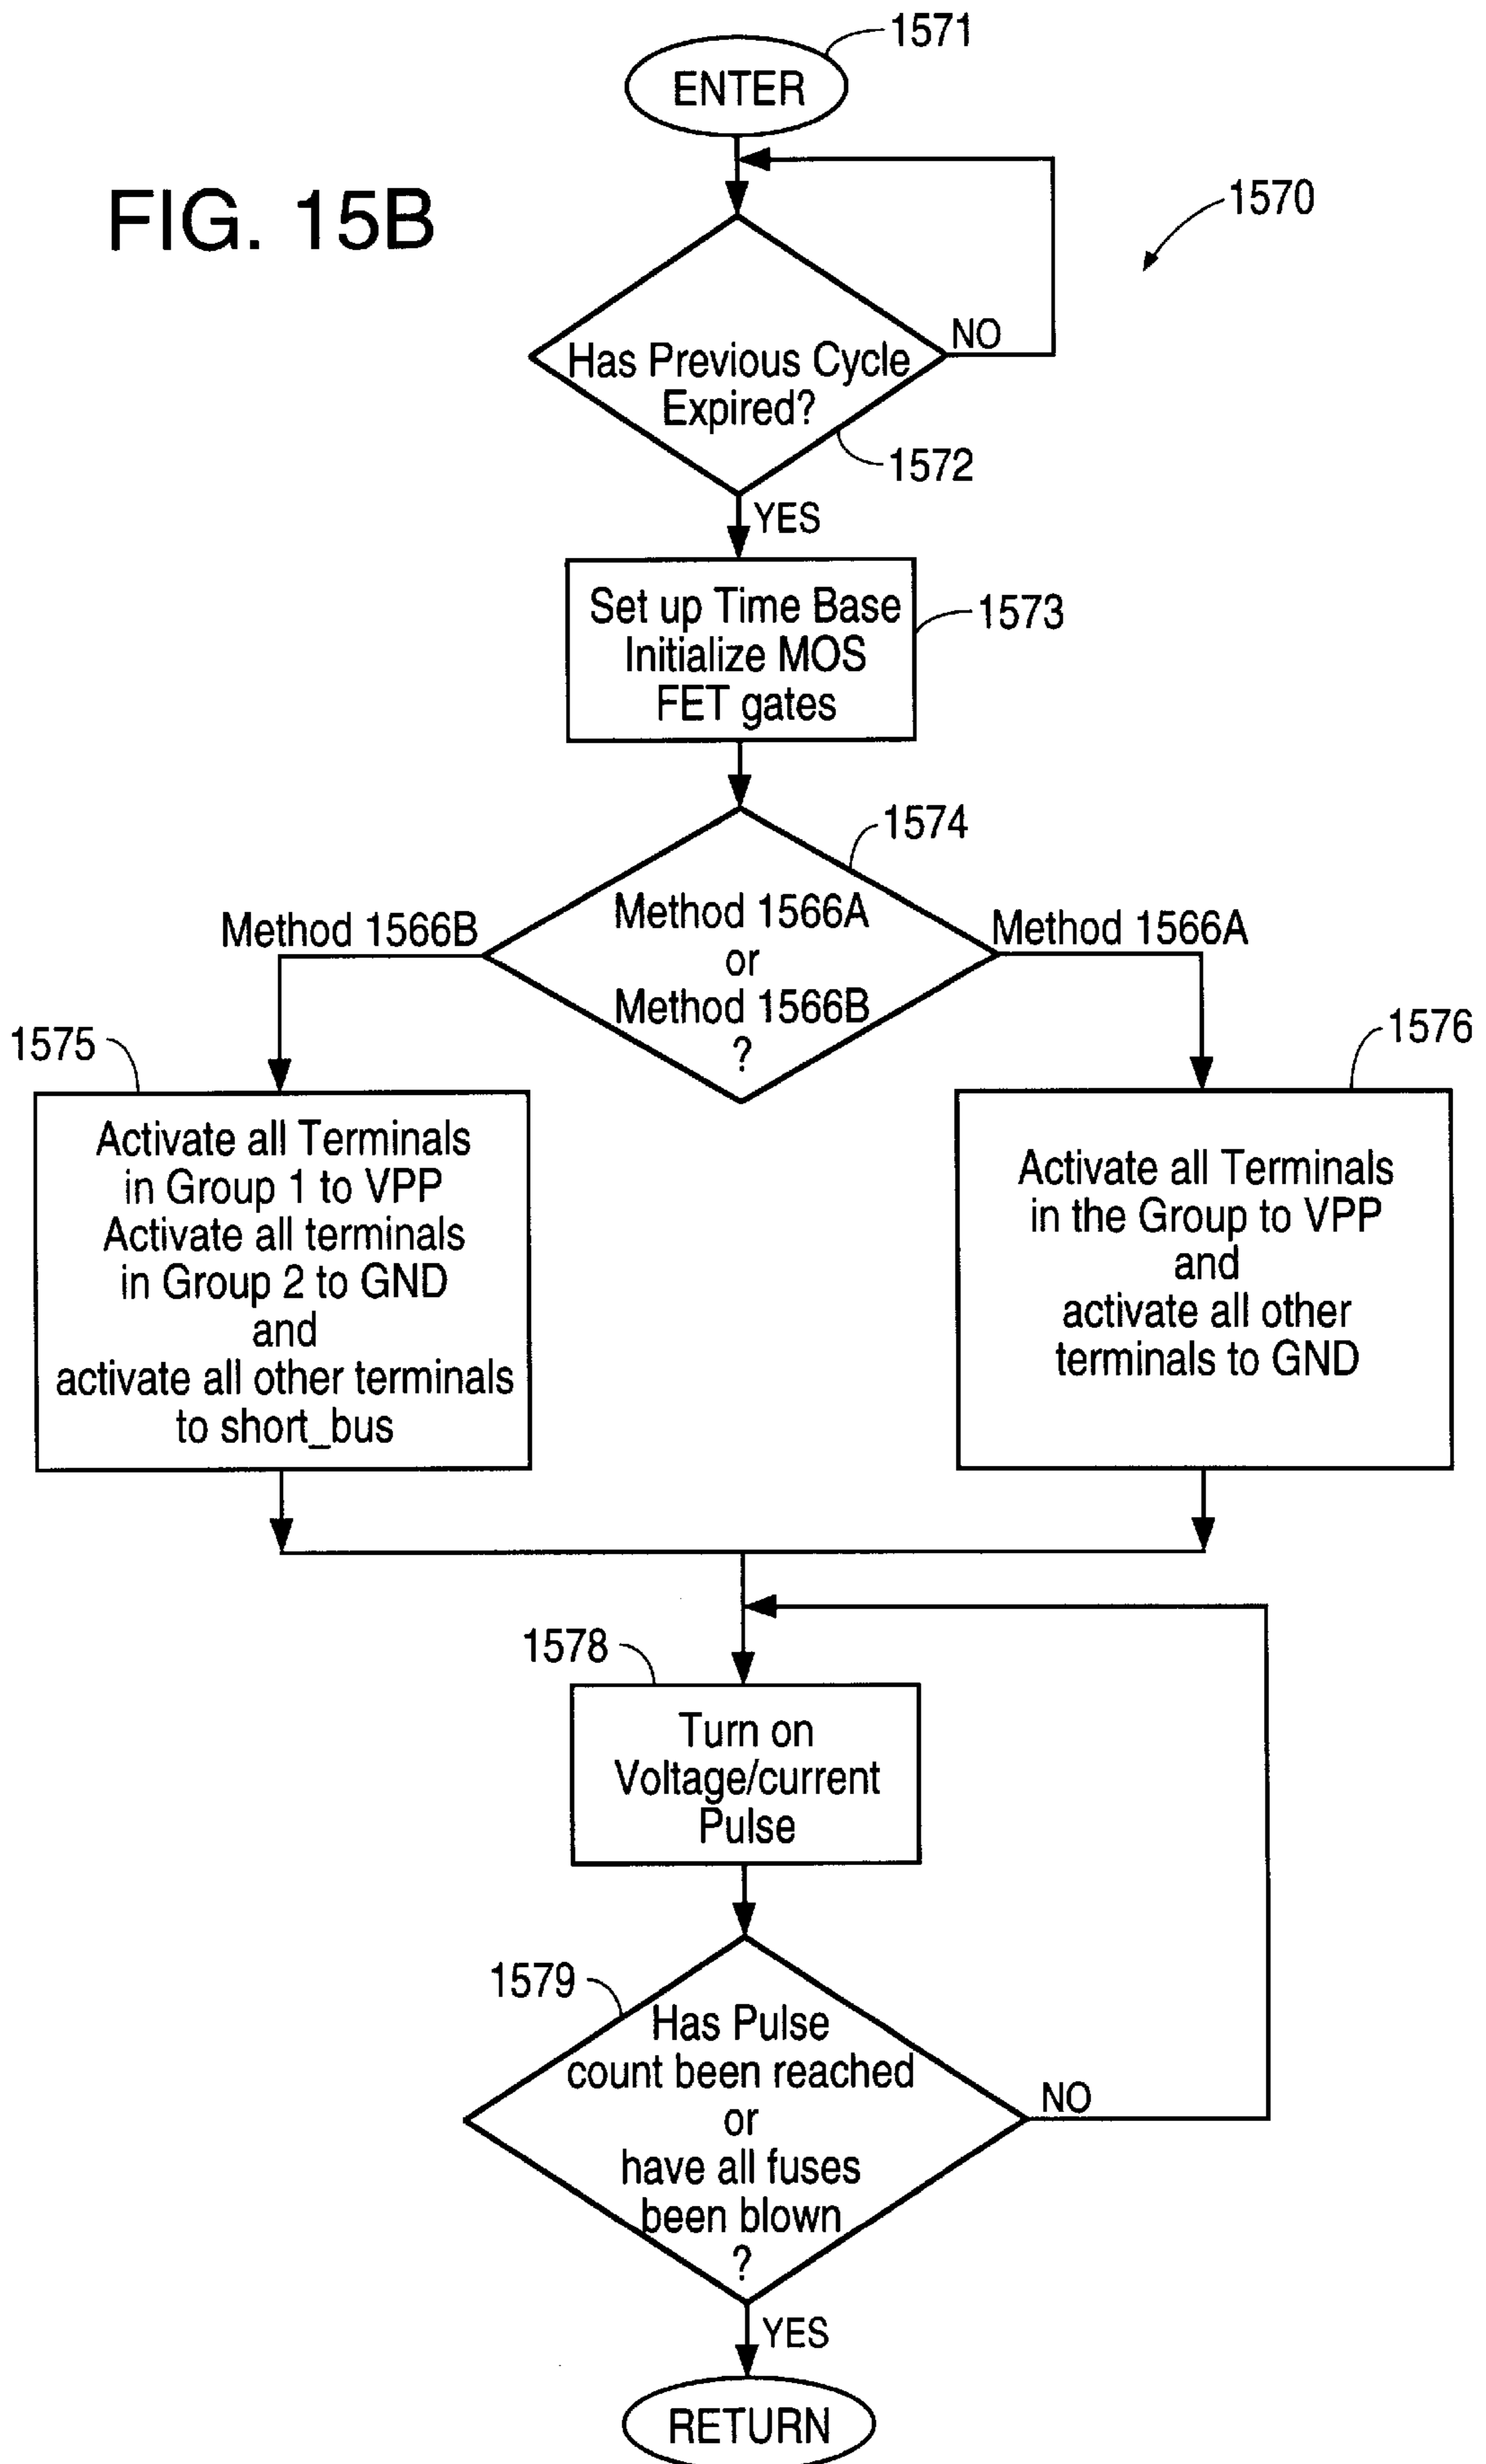 1571
ENTER
FIG. 15B
1570
NO
Has Previous Cycle
Expired?
1572
YES
Set up Time Base
Initialize MOS
FET gates
1573
1574
Method 1566B
Method 1566A
or
Method 1566B
?
Method 1566A
1575
1576
Activate all Terminals
in Group 1 to VPP
Activate all terminals
in Group 2 to GND
and
activate all other terminals
to short_bus
Activate all Terminals
in the Group to VPP
and
activate all other
terminals to GND
1578
Turn on
Voltage/current
Pulse
1579
Has Pulse
count been reached
or
have all fuses
been blown
?
NO
YES
RETURN